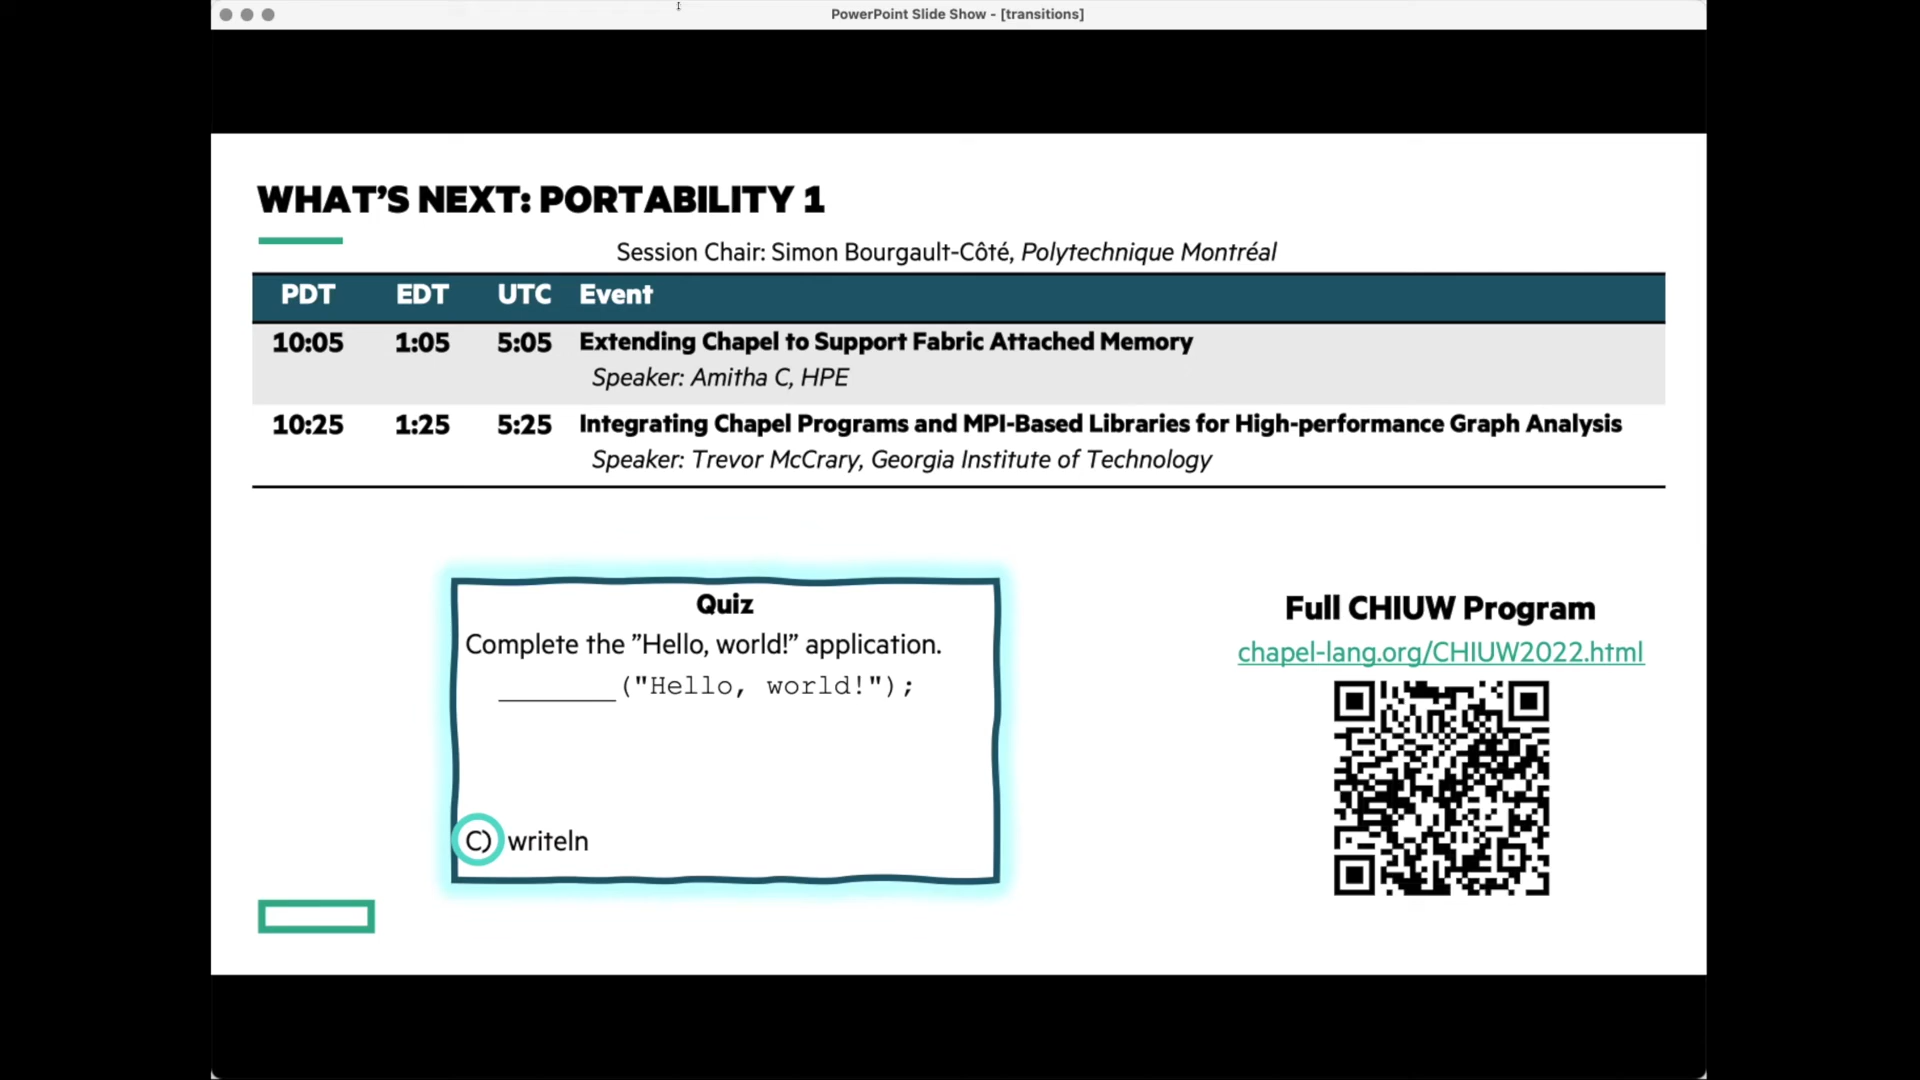 PowerPoint Slide Show - [transitions]
WHAT'S NEXT: PORTABILITY 1
Session Chair: Simon Bourgault-Côté, Polytechnique Montréal
PDT EDT UTC Event
10:05 1:05 5:05 Extending Chapel to Support Fabric Attached Memory
Speaker: Amitha C, HPE
10:25 1:25 5:25 Integrating Chapel Programs and MPI-Based Libraries for High-performance Graph Analysis
Speaker: Trevor McCrary, Georgia Institute of Technology
Quiz
Complete the ”Hello, world!” application.
________("Hello, world!");
C) writeln
Full CHIUW Program
chapel-lang.org/CHIUW2022.html